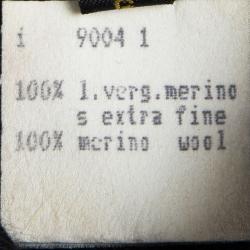 i 9004 1
100% l.verg.merino
s extra fine
100% merino wool